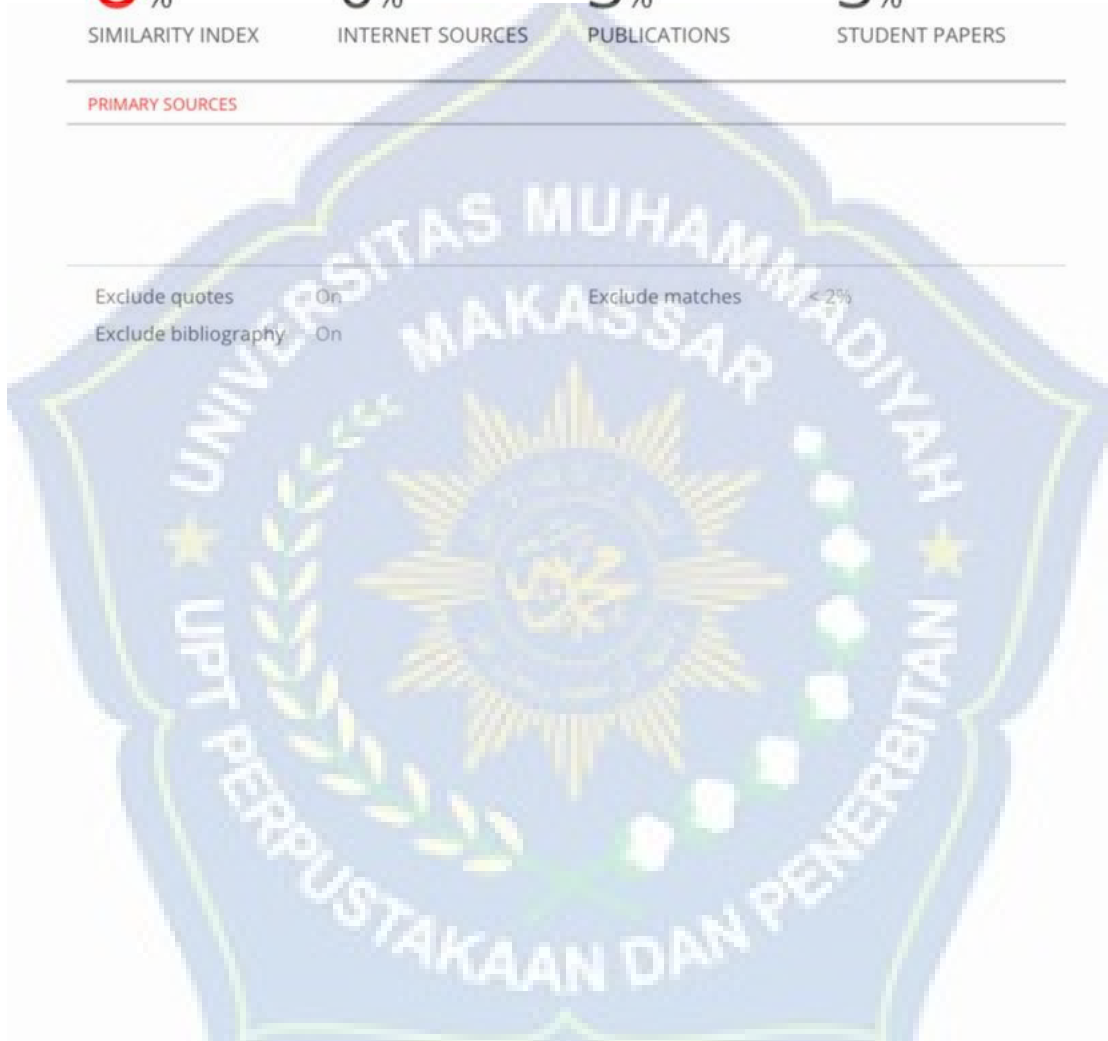 SIMILARITY INDEX INTERNET SOURCES PUBLICATIONS STUDENT PAPERS
PRIMARY SOURCES
Exclude quotes On Exclude matches < 2%
Exclude bibliography On
UNIVERSITAS MUHAMMADIYAH
MAKASSAR
UPT PERPUSTAKAAN DAN PENERBITAN